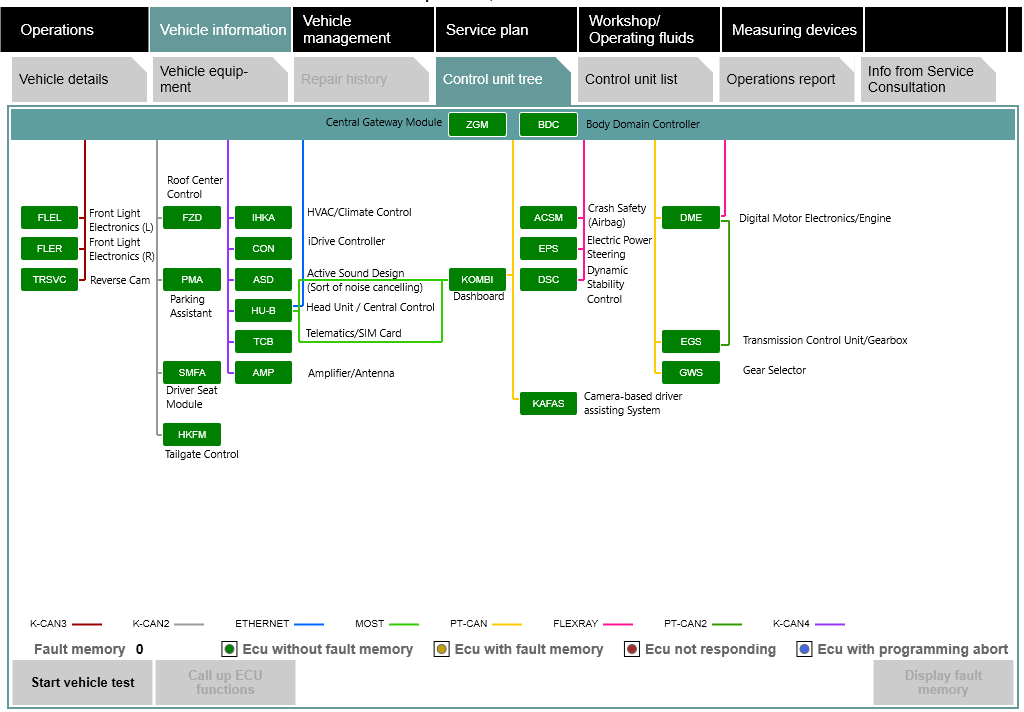 Operations
Vehicle information
Vehicle
management
Service plan
Workshop/
Operating fluids
Measuring devices
Vehicle details
Vehicle equip-
ment
Repair history
Control unit tree
Control unit list
Operations report
Info from Service
Consultation
Central Gateway Module
ZGM
BDC
Body Domain Controller
FLEL
Front Light
Electronics (L)
FLER
Front Light
Electronics (R)
TRSVC
Reverse Cam
Roof Center
Control
FZD
PMA
Parking
Assistant
SMFA
Driver Seat
Module
HKFM
Tailgate Control
IHKA
HVAC/Climate Control
CON
iDrive Controller
ASD
Active Sound Design
(Sort of noise cancelling)
HU-B
Head Unit / Central Control
TCB
Telematics/SIM Card
AMP
Amplifier/Antenna
KOMBI
Dashboard
ACSM
Crash Safety
(Airbag)
EPS
Electric Power
Steering
DSC
Dynamic
Stability
Control
KAFAS
Camera-based driver
assisting System
DME
Digital Motor Electronics/Engine
EGS
Transmission Control Unit/Gearbox
GWS
Gear Selector
K-CAN3
K-CAN2
ETHERNET
MOST
PT-CAN
FLEXRAY
PT-CAN2
K-CAN4
Fault memory 0
Ecu without fault memory
Ecu with fault memory
Ecu not responding
Ecu with programming abort
Start vehicle test
Call up ECU
functions
Display fault
memory